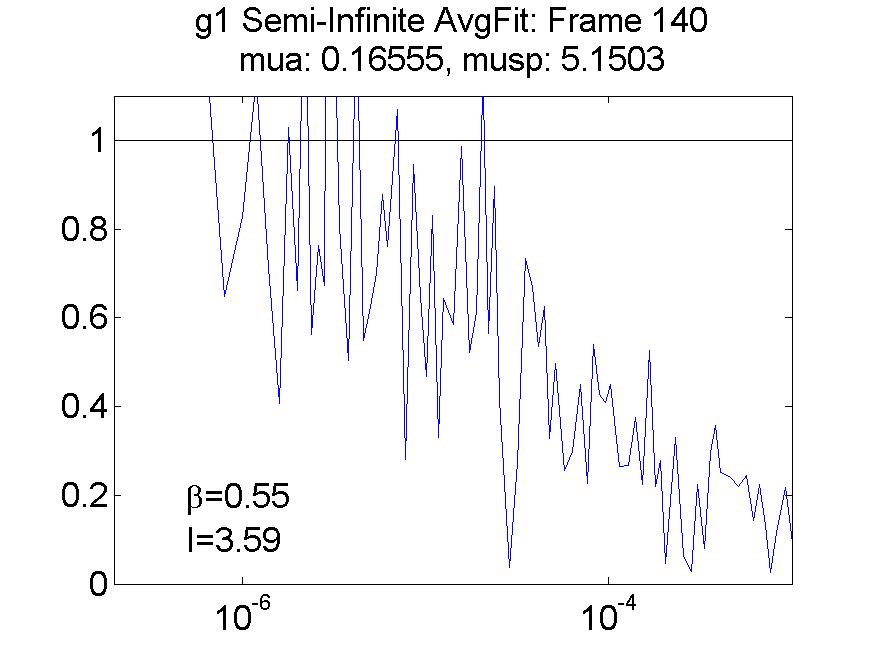 g1 Semi-Infinite AvgFit: Frame 140
mua: 0.16555, musp: 5.1503
1
0.8
0.6
0.4
0.2
0
β=0.55
I=3.59
10^-6
10^-4